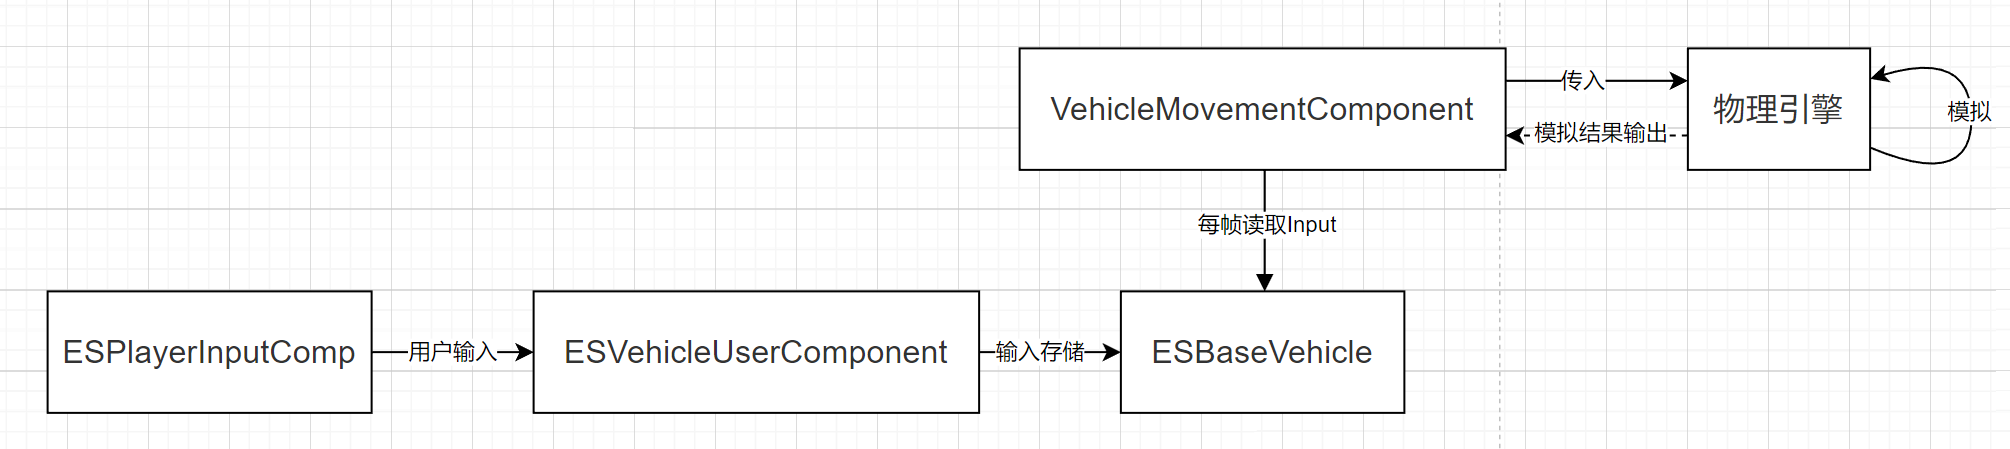 VehicleMovementComponent
传入
物理引擎
模拟
模拟结果输出
每帧读取Input
ESPlayerInputComp
用户输入
ESVehicleUserComponent
输入存储
ESBaseVehicle